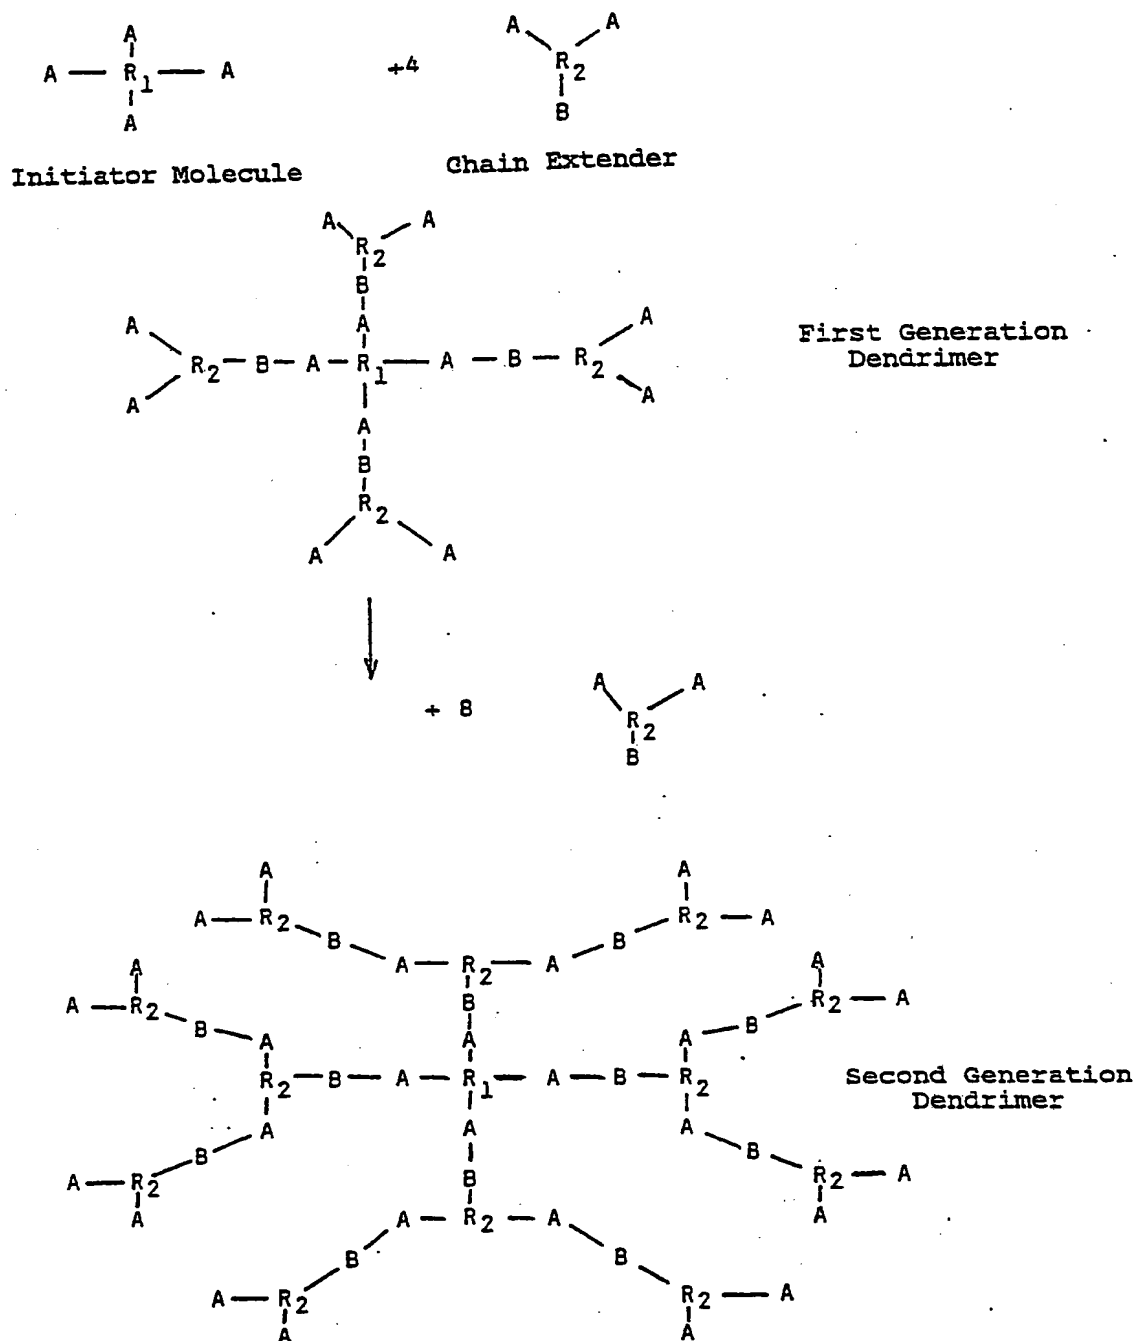 A A A
A — R1 — A +4 R2
A B
Initiator Molecule Chain Extender
A A
R2
B
A A A
R2 — B — A — R1 — A — B — R2
A A A
B
R2
A A
First Generation
Dendrimer
+ 8
A A
R2
B
A A
A — R2 R2 — A
B B
A — R2 — A
A B A
A — R2 R2 — A
B A B
A A
R2 — B — A — R1 — A — B — R2
A A A
B B B
A — R2 R2 — A
A — R2 — A
A A
B B
A — R2 R2 — A
A A
Second Generation
Dendrimer